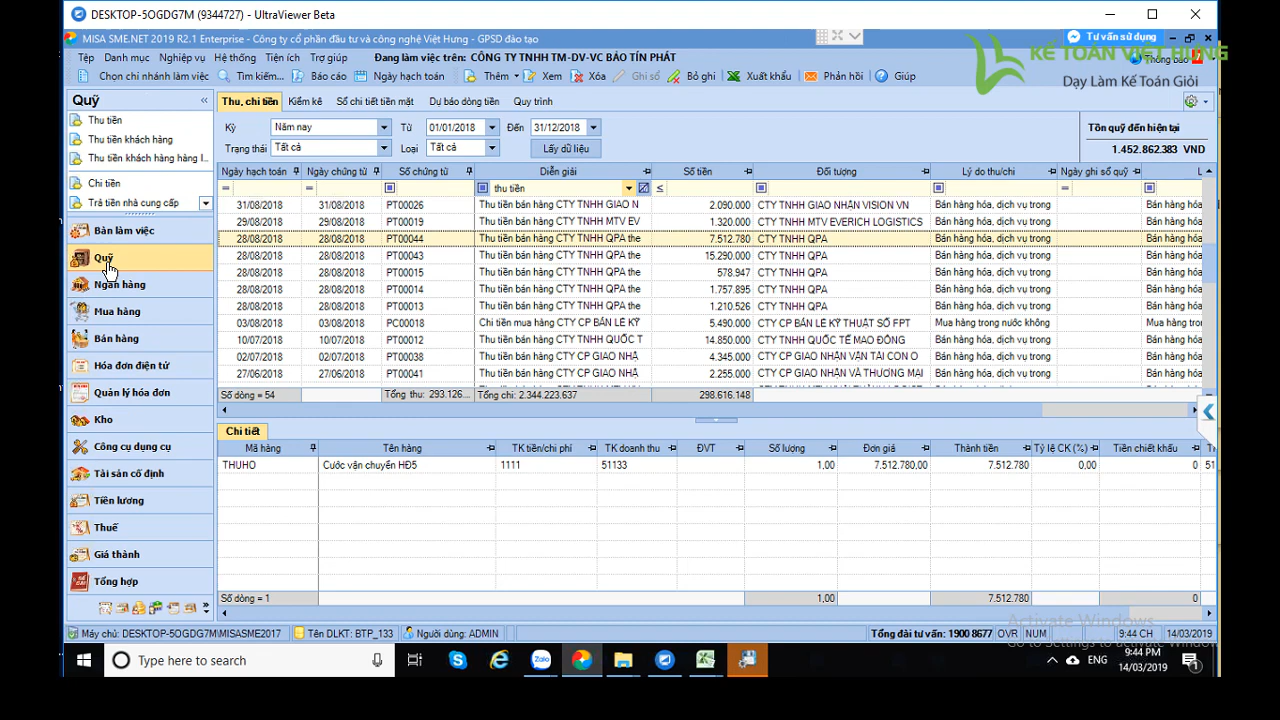 DESKTOP-5OGDG7M (9344727) - UltraViewer Beta
MISA SME.NET 2019 R2.1 Enterprise - Công ty cổ phần đầu tư và công nghệ Việt Hưng - GPSD đào tạo
Tư vấn sử dụng
KẾ TOÁN VIỆT HƯNG
Dạy Làm Kế Toán Giỏi
Tệp Danh mục Nghiệp vụ Hệ thống Tiện ích Trợ giúp Đang làm việc trên: CÔNG TY TNHH TM-DV-VC BẢO TÍN PHÁT Thông báo
Chọn chi nhánh làm việc Tìm kiếm... Báo cáo Ngày hạch toán Thêm Xem Xóa Ghi sổ Bỏ ghi Xuất khẩu Phản hồi Giúp
Quỹ
Thu tiền
Thu tiền khách hàng
Thu tiền khách hàng hàng l...
Chi tiền
Trả tiền nhà cung cấp
Bàn làm việc
Quỹ
Ngân hàng
Mua hàng
Bán hàng
Hóa đơn điện tử
Quản lý hóa đơn
Kho
Công cụ dụng cụ
Tài sản cố định
Tiền lương
Thuế
Giá thành
Tổng hợp
Thu, chi tiền Kiểm kê Sổ chi tiết tiền mặt Dự báo dòng tiền Quy trình
Kỳ Năm nay Từ 01/01/2018 Đến 31/12/2018
Trạng thái Tất cả Loại Tất cả Lấy dữ liệu
Tồn quỹ đến hiện tại
1.452.862.383 VND
Ngày hạch toán Ngày chứng từ Số chứng từ Diễn giải Số tiền Đối tượng Lý do thu/chi Ngày ghi sổ quỹ L
= = thu tiền ≤ =
31/08/2018 31/08/2018 PT00026 Thu tiền bán hàng CTY TNHH GIAO N 2.090.000 CTY TNHH GIAO NHẬN VISION VN Bán hàng hóa, dịch vụ trong Bán hàng hóa
29/08/2018 29/08/2018 PT00019 Thu tiền bán hàng CTY TNHH MTV EV 1.320.000 CTY TNHH MTV EVERICH LOGISTICS Bán hàng hóa, dịch vụ trong Bán hàng hóa
28/08/2018 28/08/2018 PT00044 Thu tiền bán hàng CTY TNHH QPA the 7.512.780 CTY TNHH QPA Bán hàng hóa, dịch vụ trong Bán hàng hóa
28/08/2018 28/08/2018 PT00043 Thu tiền bán hàng CTY TNHH QPA the 15.290.000 CTY TNHH QPA Bán hàng hóa, dịch vụ trong Bán hàng hóa
28/08/2018 28/08/2018 PT00015 Thu tiền bán hàng CTY TNHH QPA the 578.947 CTY TNHH QPA Bán hàng hóa, dịch vụ trong Bán hàng hóa
28/08/2018 28/08/2018 PT00014 Thu tiền bán hàng CTY TNHH QPA the 1.757.895 CTY TNHH QPA Bán hàng hóa, dịch vụ trong Bán hàng hóa
28/08/2018 28/08/2018 PT00013 Thu tiền bán hàng CTY TNHH QPA the 1.210.526 CTY TNHH QPA Bán hàng hóa, dịch vụ trong Bán hàng hóa
03/08/2018 03/08/2018 PC00018 Chi tiền mua hàng CTY CP BÁN LẺ KỸ 5.490.000 CTY CP BÁN LẺ KỸ THUẬT SỐ FPT Mua hàng trong nước không Mua hàng tro
10/07/2018 10/07/2018 PT00012 Thu tiền bán hàng CTY TNHH QUỐC T 14.850.000 CTY TNHH QUỐC TẾ MAO ĐÔNG Bán hàng hóa, dịch vụ trong Bán hàng hóa
02/07/2018 02/07/2018 PT00038 Thu tiền bán hàng CTY CP GIAO NHẬ 4.345.000 CTY CP GIAO NHẬN VẬN TẢI CON O Bán hàng hóa, dịch vụ trong Bán hàng hóa
27/06/2018 27/06/2018 PT00041 Thu tiền bán hàng CTY CP GIAO NHẬ 2.255.000 CTY CP GIAO NHẬN VÀ THƯƠNG MẠI Bán hàng hóa, dịch vụ trong Bán hàng hóa
Số dòng = 54 Tổng thu: 293.126... Tổng chi: 2.344.223.637 298.616.148
Chi tiết
Mã hàng Tên hàng TK tiền/chi phí TK doanh thu ĐVT Số lượng Đơn giá Thành tiền Tỷ lệ CK (%) Tiền chiết khấu
THUHO Cước vận chuyển HĐ5 1111 51133 1,00 7.512.780,00 7.512.780 0,00 0 51
Số dòng = 1 1,00 7.512.780 0
Activate Windows
Go to Settings to activate Windows.
Máy chủ: DESKTOP-5OGDG7M\MISASME2017 Tên DLKT: BTP_133 Người dùng: ADMIN Tổng đài tư vấn: 1900 8677 OVR NUM 9:44 CH 14/03/2019
Type here to search
ENG
9:44 PM
14/03/2019